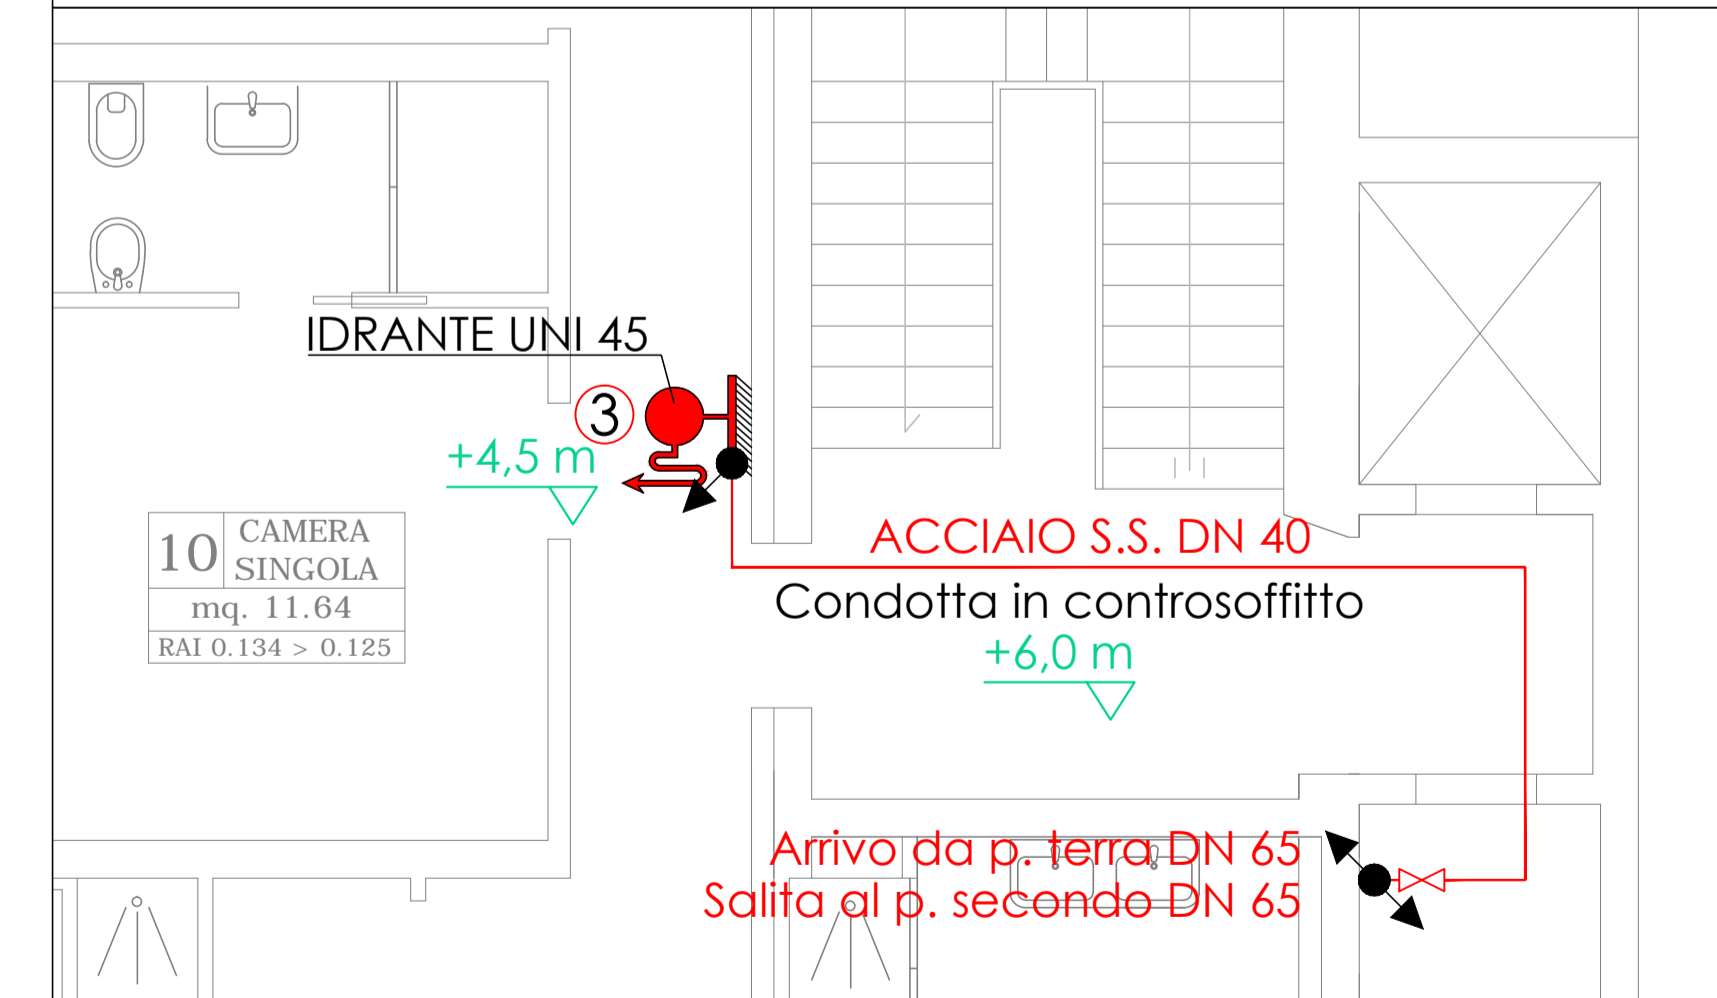 IDRANTE UNI 45
3
+4,5 m
10
CAMERA
SINGOLA
mq. 11.64
RAI 0.134 > 0.125
ACCIAIO S.S. DN 40
Condotta in controsoffitto
+6,0 m
Arrivo da p. terra DN 65
Salita al p. secondo DN 65